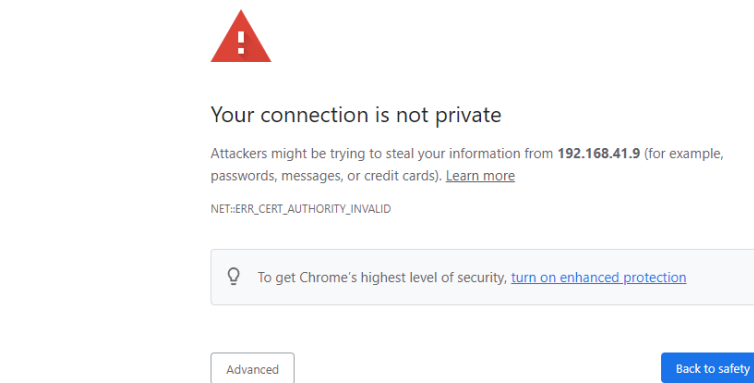 Your connection is not private
Attackers might be trying to steal your information from 192.168.41.9 (for example,
passwords, messages, or credit cards). Learn more
NET::ERR_CERT_AUTHORITY_INVALID
To get Chrome’s highest level of security, turn on enhanced protection
Advanced
Back to safety